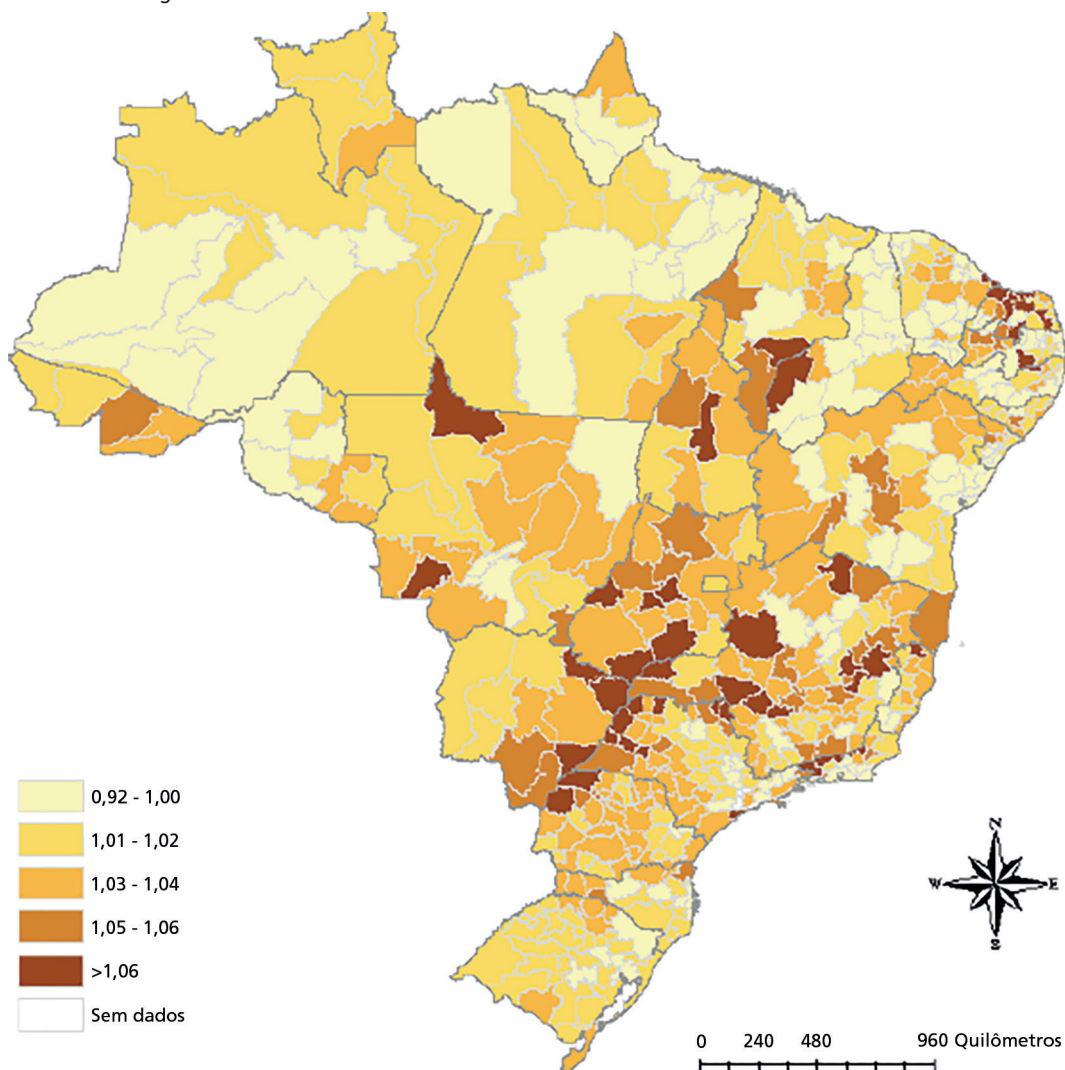 0,92 - 1,00
1,01 - 1,02
1,03 - 1,04
1,05 - 1,06
>1,06
Sem dados
N
W E
S
0 240 480 960 Quilômetros